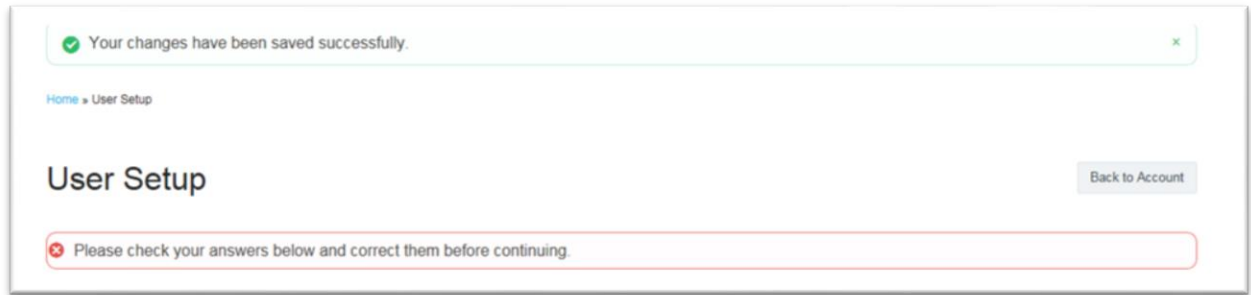 Your changes have been saved successfully.
×
Home » User Setup
User Setup
Back to Account
Please check your answers below and correct them before continuing.